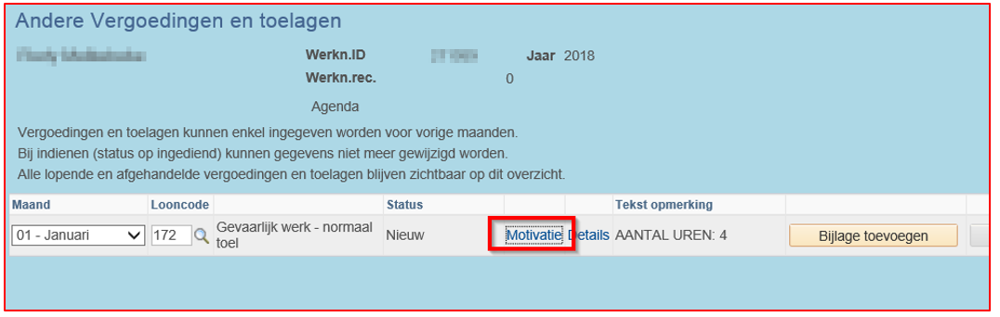 Andere Vergoedingen en toelagen
Werkn.ID Jaar 2018
Werkn.rec. 0
Agenda
Vergoedingen en toelagen kunnen enkel ingegeven worden voor vorige maanden.
Bij indienen (status op ingediend) kunnen gegevens niet meer gewijzigd worden.
Alle lopende en afgehandelde vergoedingen en toelagen blijven zichtbaar op dit overzicht.
Maand Looncode Status Tekst opmerking
01 - Januari 172 Gevaarlijk werk - normaal Nieuw Motivatie Details AANTAL UREN: 4 Bijlage toevoegen
toel